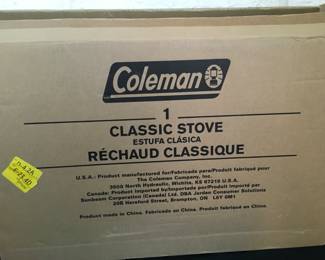 Coleman
1
CLASSIC STOVE
ESTUFA CLÁSICA
RÉCHAUD CLASSIQUE
U.S.A.: Product manufactured for/Fabricada para/Produit fabriqué pour
The Coleman Company, Inc.
3600 North Hydraulic, Wichita, KS 67219 U.S.A.
Canada: Product imported by/Importado por/Produit importé par
Sunbeam Corporation (Canada) Ltd. DBA Jarden Consumer Solutions
20B Hereford Street, Brampton, ON L6Y 0M1
Product made in China. Fabricado en China. Produit fabriqué en Chine.